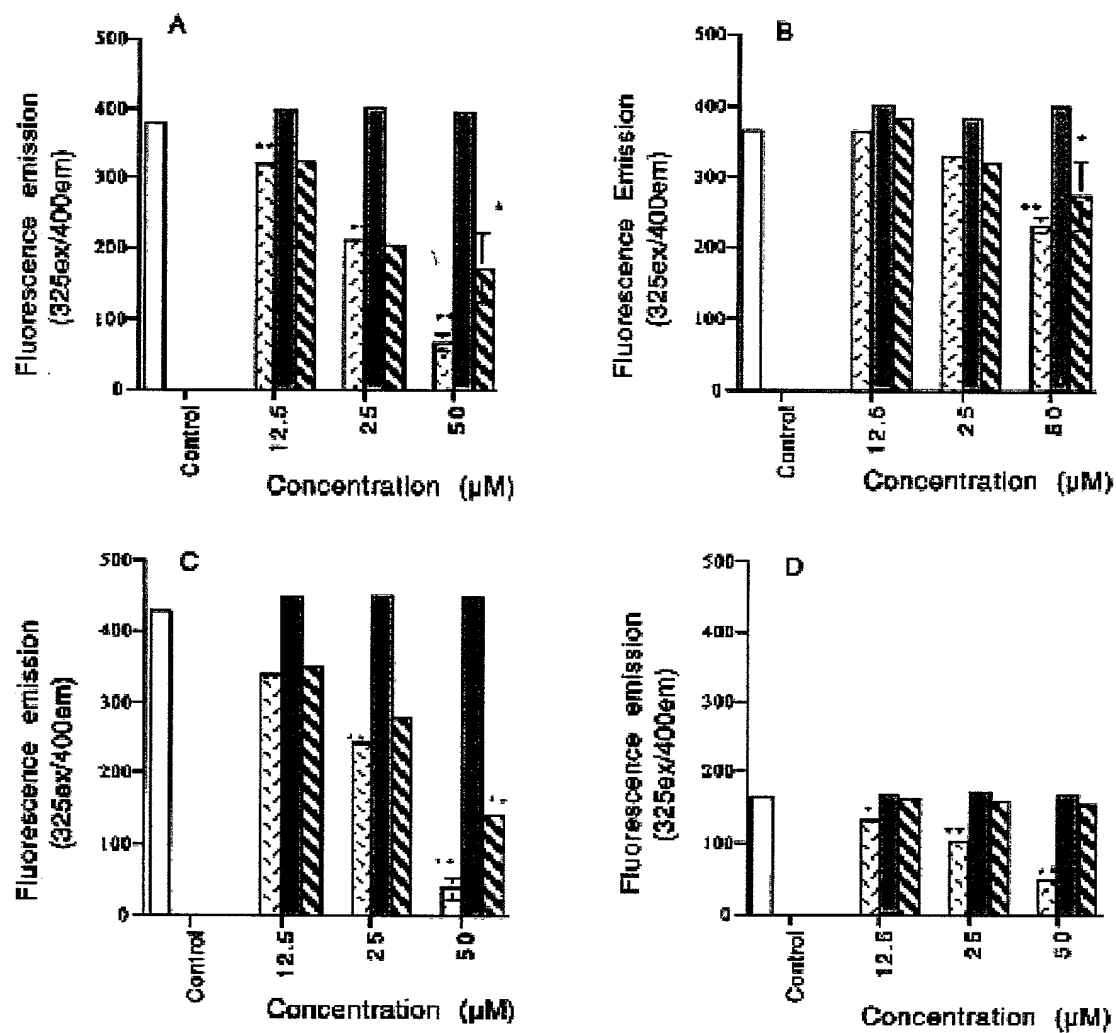 A
500
400
300
200
100
0
Fluorescence emission
(325ex/400em)
**
**
**
*
Control
12.5
25
50
Concentration (µM)
B
500
400
300
200
100
0
Fluorescence Emission
(325ex/400em)
**
*
Control
12.5
25
50
Concentration (µM)
C
500
400
300
200
100
0
Fluorescence emission
(325ex/400em)
**
**
**
Control
12.5
25
50
Concentration (µM)
D
500
400
300
200
100
0
Fluorescence emission
(325ex/400em)
*
**
**
Control
12.5
25
50
Concentration (µM)